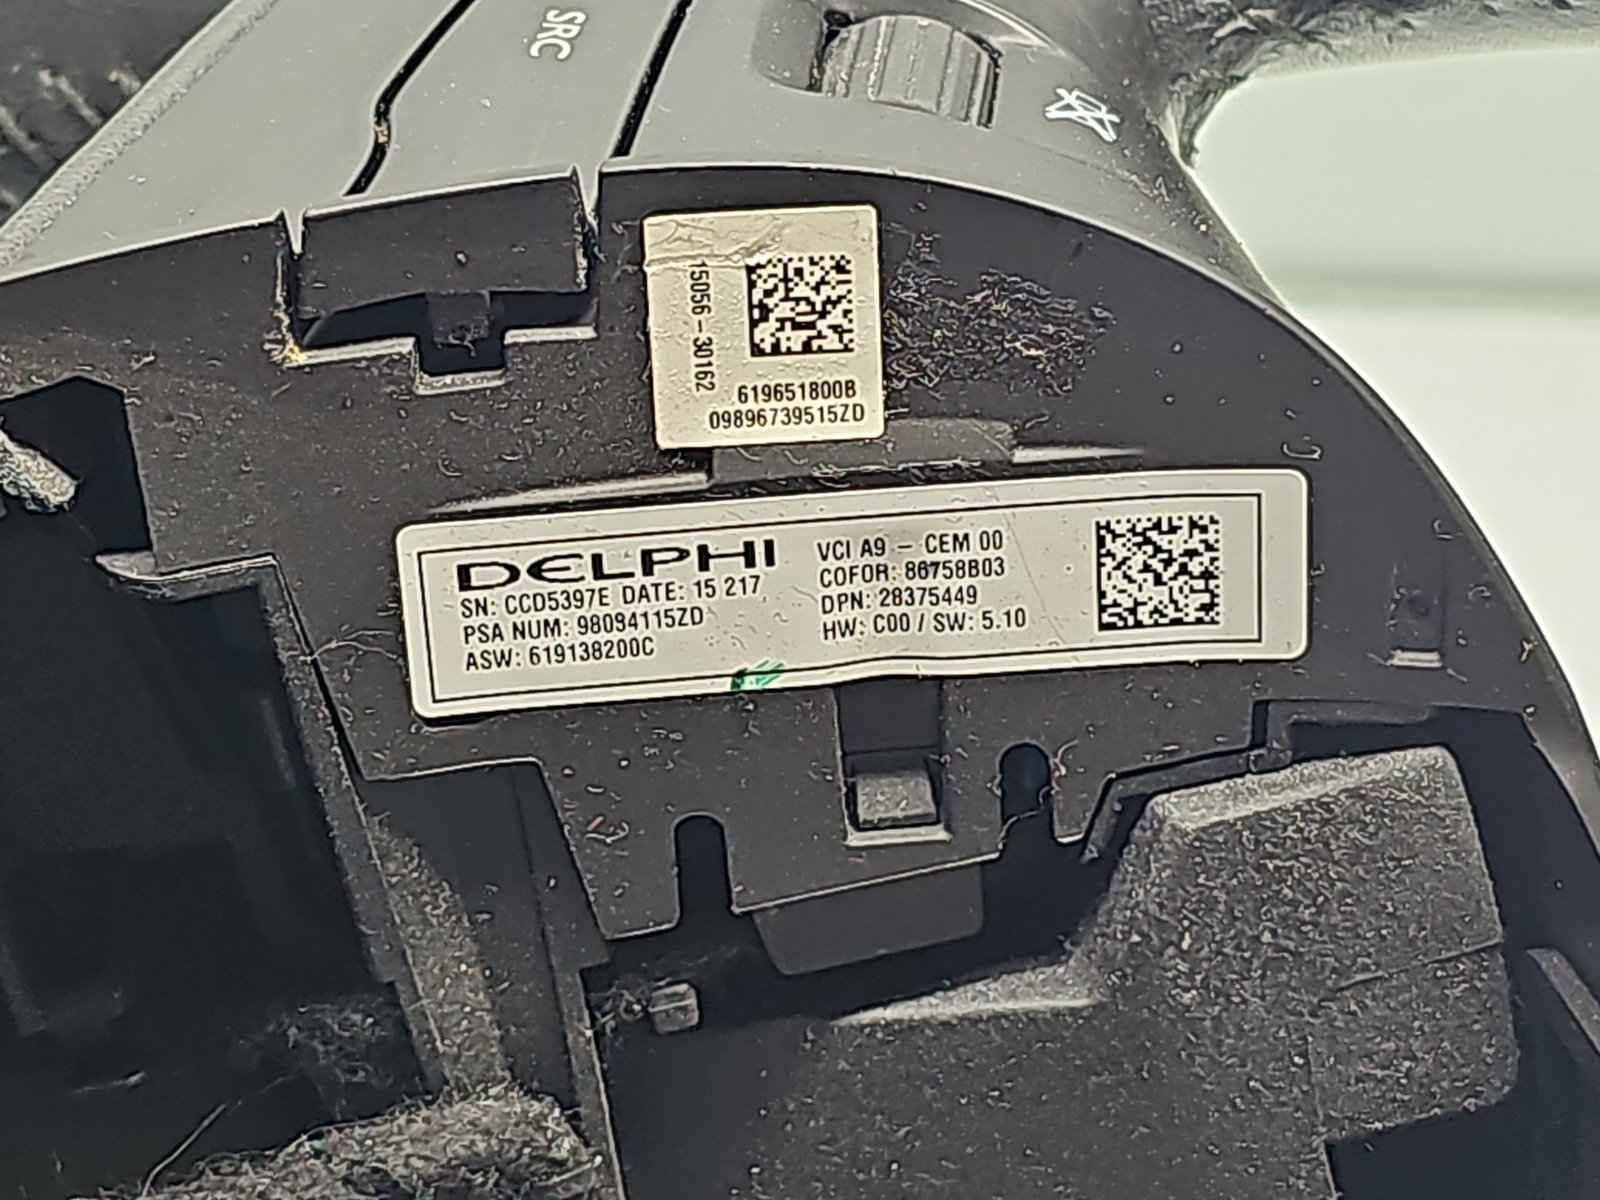 SRC
15056-30162
619651800B
09896739515ZD
DELPHI
SN: CCD5397E DATE: 15 217
PSA NUM: 98094115ZD
ASW: 619138200C
VCI A9 - CEM 00
COFOR: 86758B03
DPN: 28375449
HW: C00 / SW: 5.10